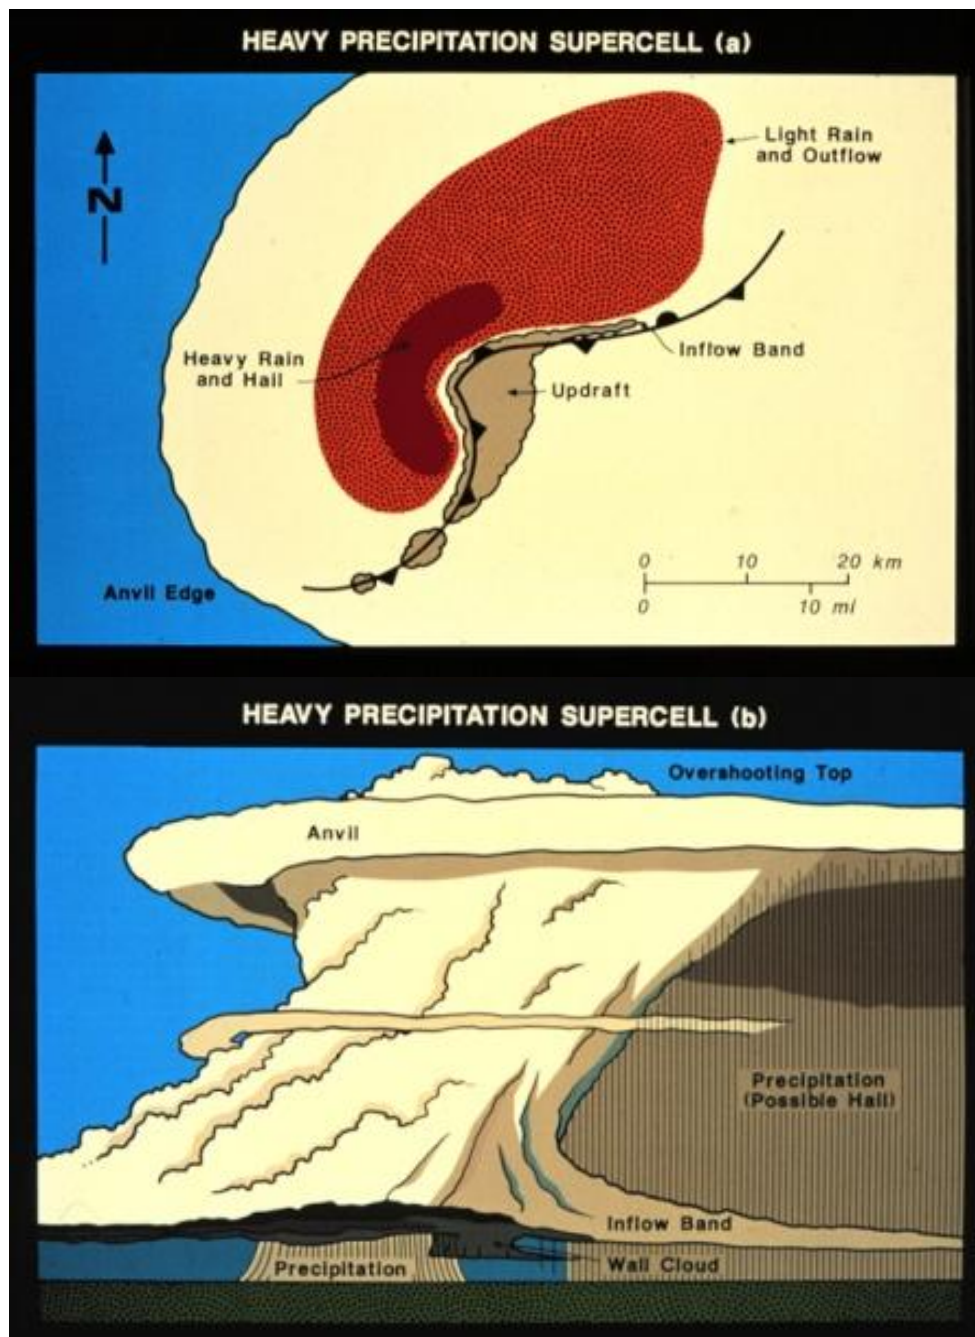 HEAVY PRECIPITATION SUPERCELL (a)
N
Light Rain
and Outflow
Heavy Rain
and Hail
Inflow Band
Updraft
Anvil Edge
0 10 20 km
0 10 mi
HEAVY PRECIPITATION SUPERCELL (b)
Overshooting Top
Anvil
Precipitation
(Possible Hail)
Inflow Band
Wall Cloud
Precipitation